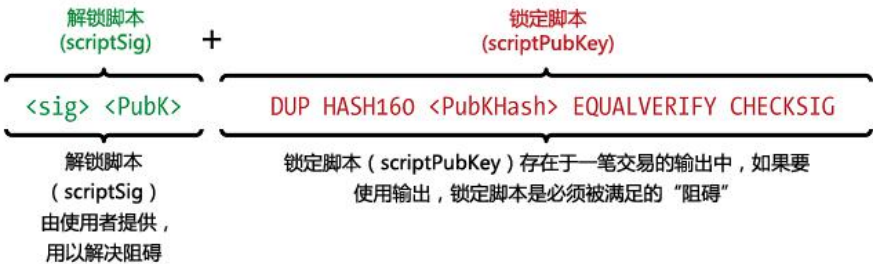 解锁脚本
(scriptSig)
+
锁定脚本
(scriptPubKey)
<sig> <PubK>
DUP HASH160 <PubKHash> EQUALVERIFY CHECKSIG
解锁脚本
（scriptSig）
由使用者提供，
用以解决阻碍
锁定脚本（scriptPubKey）存在于一笔交易的输出中，如果要
使用输出，锁定脚本是必须被满足的“阻碍”